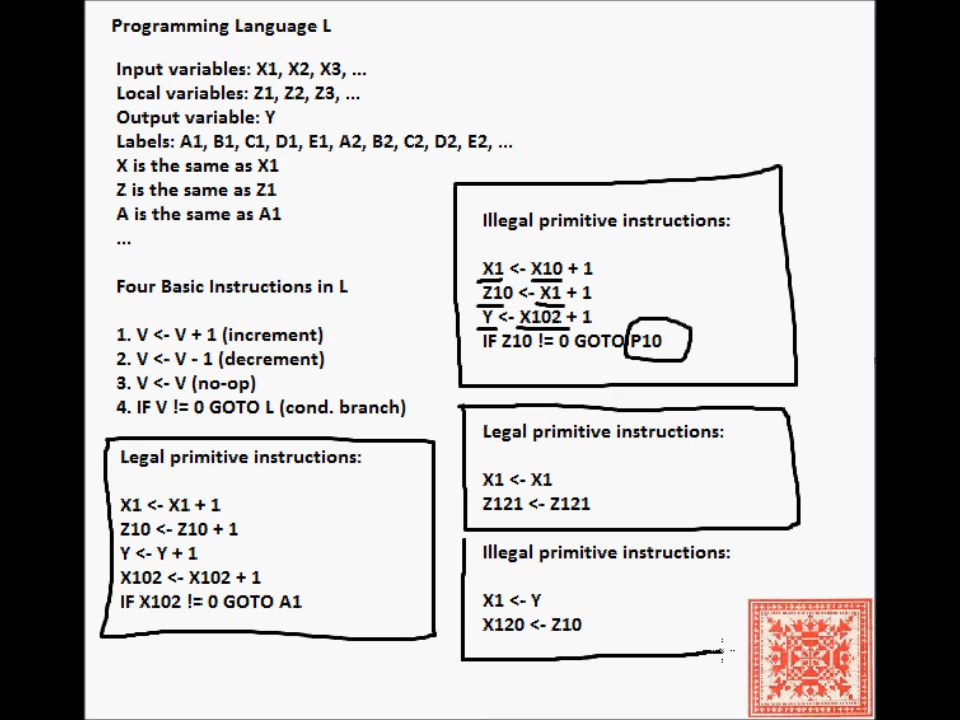 Programming Language L
Input variables: X1, X2, X3, ...
Local variables: Z1, Z2, Z3, ...
Output variable: Y
Labels: A1, B1, C1, D1, E1, A2, B2, C2, D2, E2, ...
X is the same as X1
Z is the same as Z1
A is the same as A1
...
Four Basic Instructions in L
1. V <- V + 1 (increment)
2. V <- V - 1 (decrement)
3. V <- V (no-op)
4. IF V != 0 GOTO L (cond. branch)
Legal primitive instructions:
X1 <- X1 + 1
Z10 <- Z10 + 1
Y <- Y + 1
X102 <- X102 + 1
IF X102 != 0 GOTO A1
Illegal primitive instructions:
X1 <- X10 + 1
Z10 <- X1 + 1
Y <- X102 + 1
IF Z10 != 0 GOTO P10
Legal primitive instructions:
X1 <- X1
Z121 <- Z121
Illegal primitive instructions:
X1 <- Y
X120 <- Z10